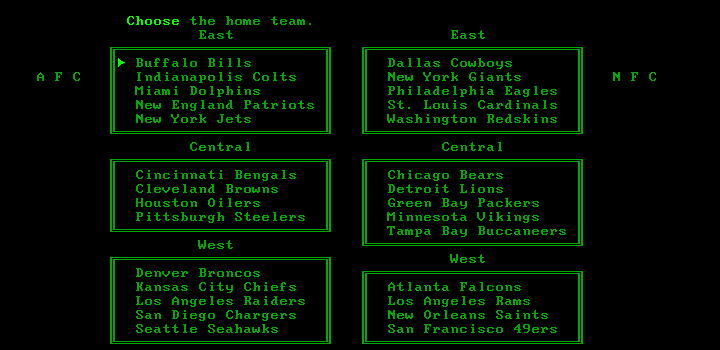 Choose the home team.
East
Buffalo Bills
Indianapolis Colts
Miami Dolphins
New England Patriots
New York Jets
A F C
Central
Cincinnati Bengals
Cleveland Browns
Houston Oilers
Pittsburgh Steelers
West
Denver Broncos
Kansas City Chiefs
Los Angeles Raiders
San Diego Chargers
Seattle Seahawks
East
Dallas Cowboys
New York Giants
Philadelphia Eagles
St. Louis Cardinals
Washington Redskins
N F C
Central
Chicago Bears
Detroit Lions
Green Bay Packers
Minnesota Vikings
Tampa Bay Buccaneers
West
Atlanta Falcons
Los Angeles Rams
New Orleans Saints
San Francisco 49ers